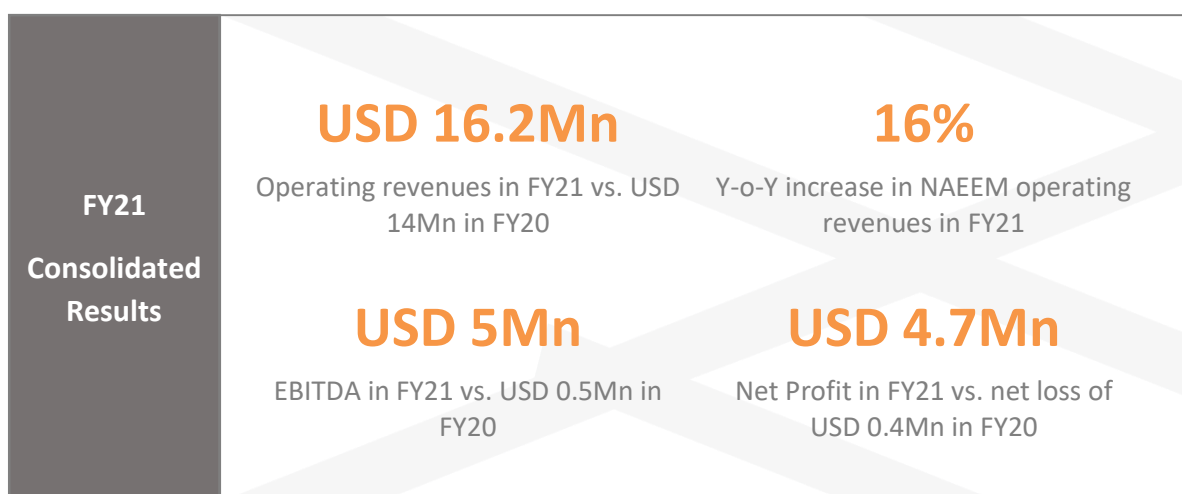 FY21
Consolidated
Results
USD 16.2Mn
Operating revenues in FY21 vs. USD
14Mn in FY20
16%
Y-o-Y increase in NAEEM operating
revenues in FY21
USD 5Mn
EBITDA in FY21 vs. USD 0.5Mn in
FY20
USD 4.7Mn
Net Profit in FY21 vs. net loss of
USD 0.4Mn in FY20